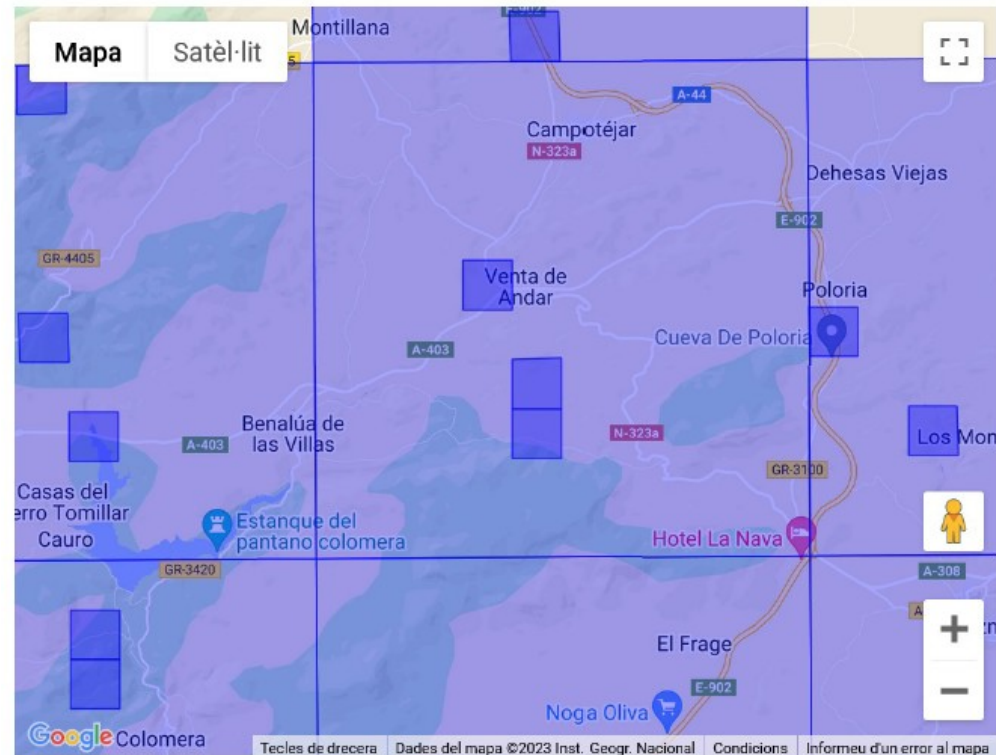 E-902
Montillana
Mapa
Satèl·lit
A-44
Campotéjar
N-323a
Dehesas Viejas
E-902
GR-4405
Venta de
Andar
Poloria
Cueva De Poloria
A-403
Benalúa de
las Villas
A-403
N-323a
Los Mon
GR-3100
Casas del
erro Tomillar
Cauro
Estanque del
pantano colomera
Hotel La Nava
GR-3420
A-308
El Frage
E-902
Noga Oliva
Google
Colomera
Tecles de drecera
Dades del mapa ©2023 Inst. Geogr. Nacional
Condicions
Informeu d'un error al mapa